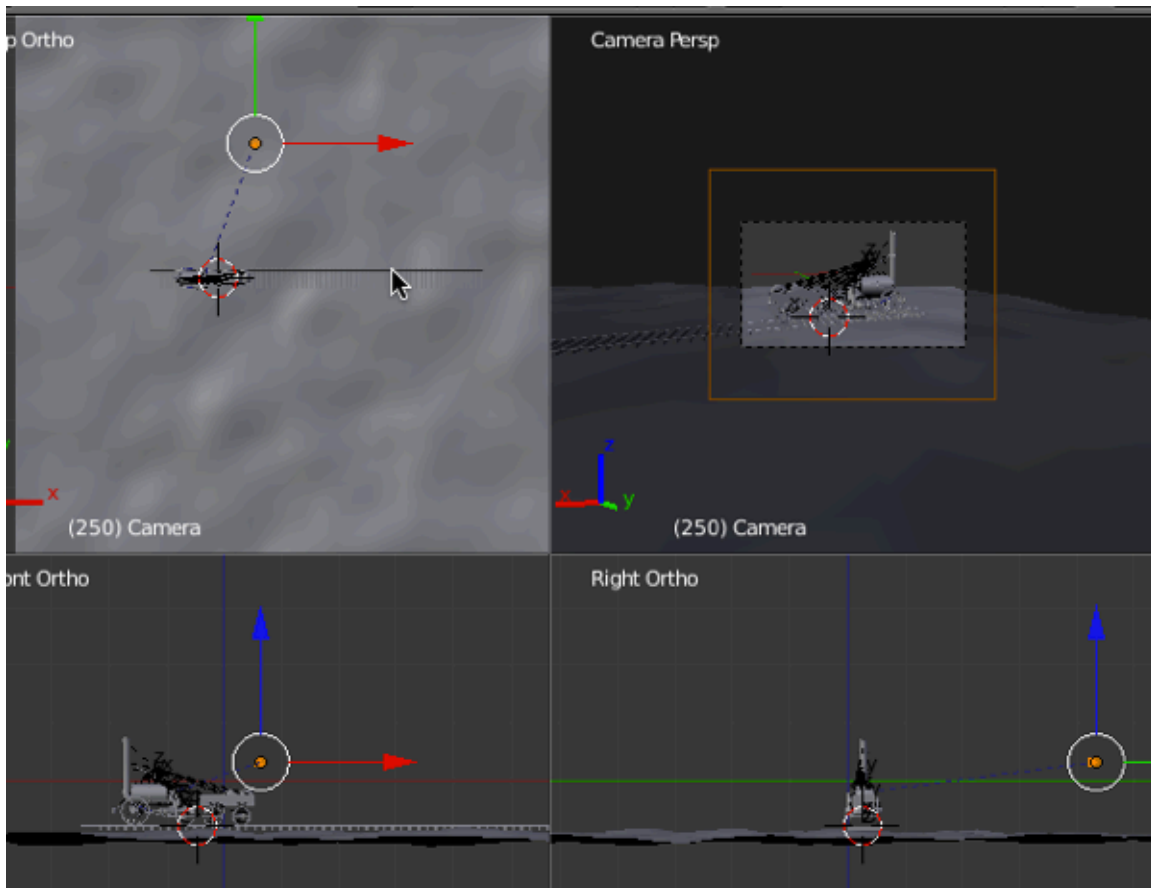 p Ortho
Camera Persp
x
(250) Camera
z
x
y
(250) Camera
ont Ortho
Right Ortho